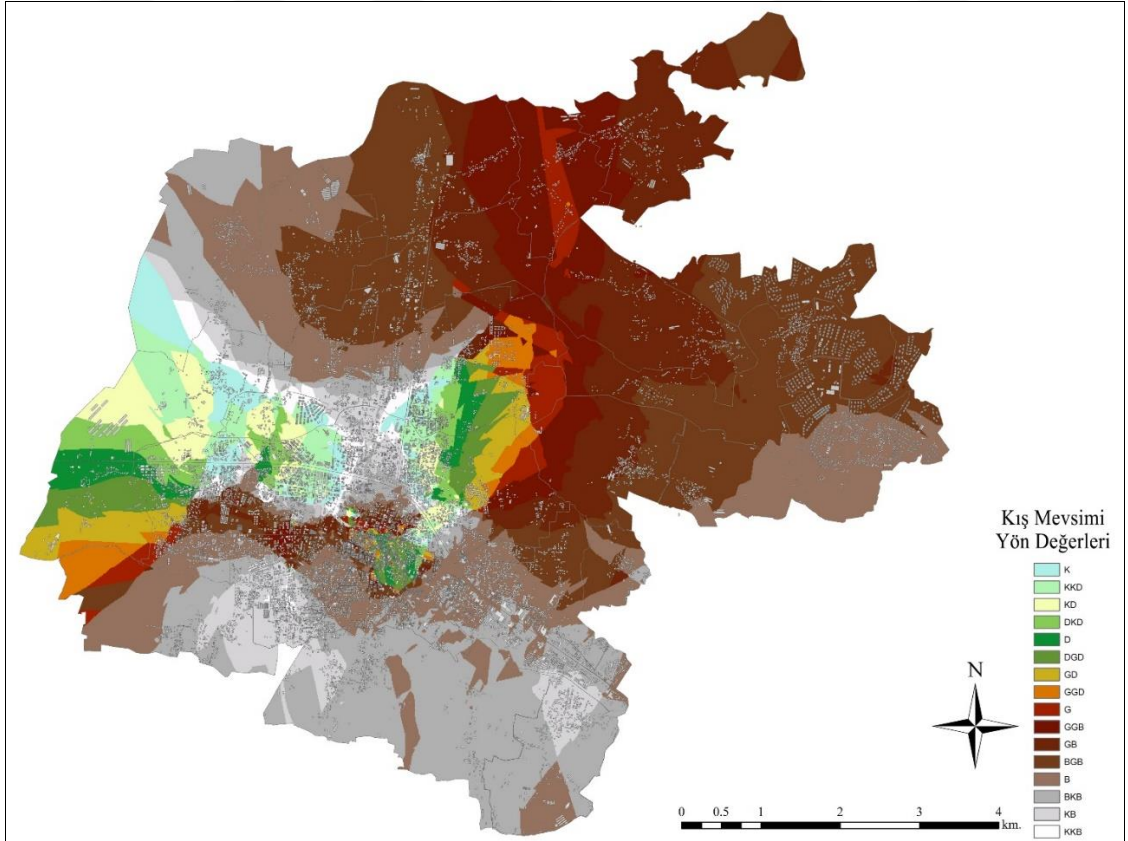 Kış Mevsimi
Yön Değerleri
K
KKD
KD
DKD
D
DGD
GD
GGD
G
GGB
GB
BGB
B
BKB
KB
KKB
N
0 0.5 1 2 3 4
km.